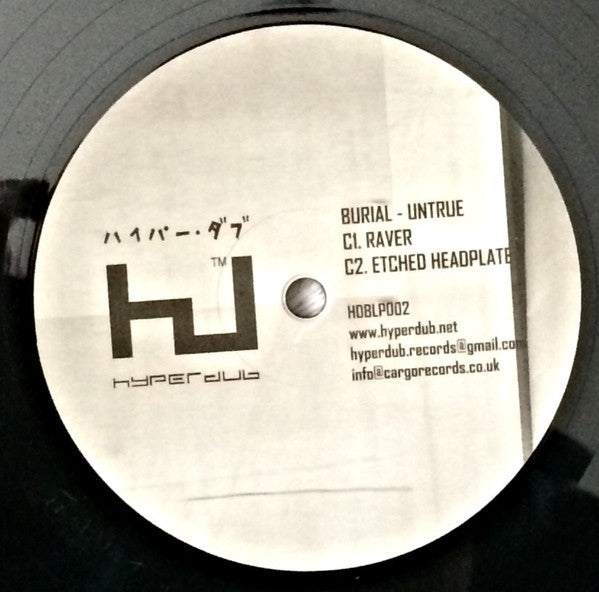 ハイパー・ダブ
TM
hyperdub
BURIAL - UNTRUE
C1. RAVER
C2. ETCHED HEADPLATE
HDBLP002
www.hyperdub.net
hyperdub.records@gmail.com
info@cargorecords.co.uk